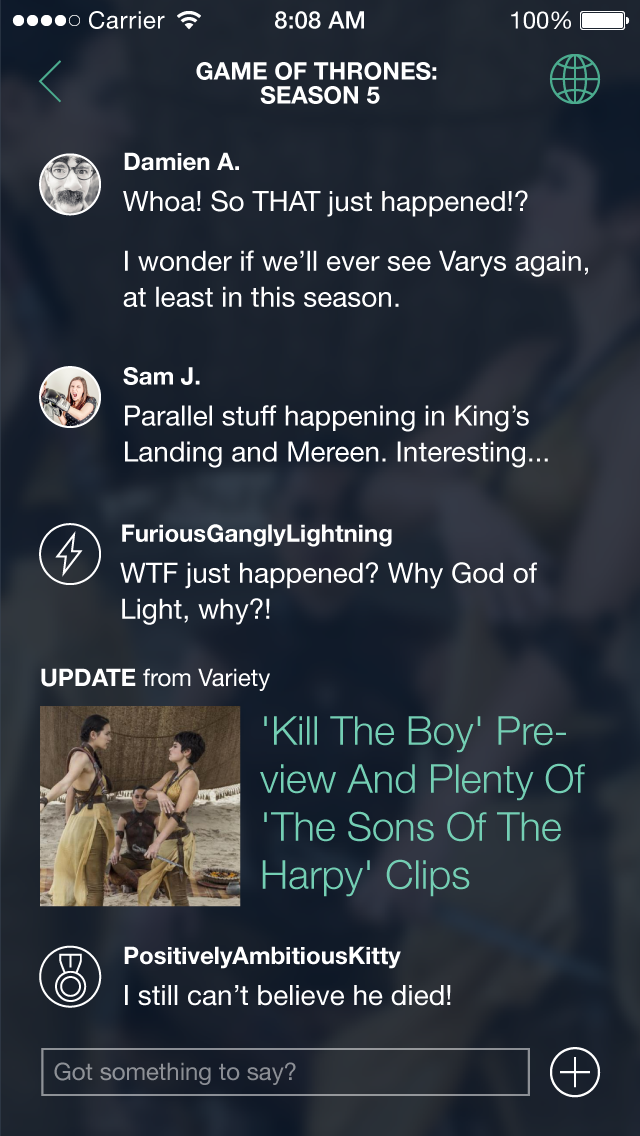 Carrier 8:08 AM 100%
GAME OF THRONES:
SEASON 5
Damien A.
Whoa! So THAT just happened!?
I wonder if we’ll ever see Varys again,
at least in this season.
Sam J.
Parallel stuff happening in King’s
Landing and Mereen. Interesting...
FuriousGanglyLightning
WTF just happened? Why God of
Light, why?!
UPDATE from Variety
'Kill The Boy' Pre-
view And Plenty Of
'The Sons Of The
Harpy' Clips
PositivelyAmbitiousKitty
I still can’t believe he died!
Got something to say?